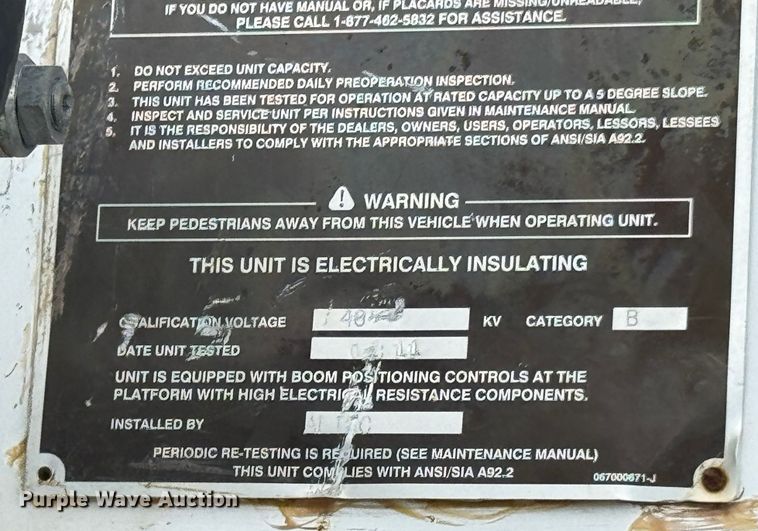 IF YOU DO NOT HAVE MANUAL OR, IF PLACARDS ARE MISSING/UNREADABLE,
PLEASE CALL 1-877-462-5832 FOR ASSISTANCE.
1. DO NOT EXCEED UNIT CAPACITY.
2. PERFORM RECOMMENDED DAILY PREOPERATION INSPECTION.
3. THIS UNIT HAS BEEN TESTED FOR OPERATION AT RATED CAPACITY UP TO A 5 DEGREE SLOPE.
4. INSPECT AND SERVICE UNIT PER INSTRUCTIONS GIVEN IN MAINTENANCE MANUAL.
5. IT IS THE RESPONSIBILITY OF THE DEALERS, OWNERS, USERS, OPERATORS, LESSORS, LESSEES
AND INSTALLERS TO COMPLY WITH THE APPROPRIATE SECTIONS OF ANSI/SIA A92.2.
WARNING
KEEP PEDESTRIANS AWAY FROM THIS VEHICLE WHEN OPERATING UNIT.
THIS UNIT IS ELECTRICALLY INSULATING
QUALIFICATION VOLTAGE KV CATEGORY B
DATE UNIT TESTED
UNIT IS EQUIPPED WITH BOOM POSITIONING CONTROLS AT THE
PLATFORM WITH HIGH ELECTRICAL RESISTANCE COMPONENTS.
INSTALLED BY
PERIODIC RE-TESTING IS REQUIRED (SEE MAINTENANCE MANUAL)
THIS UNIT COMPLIES WITH ANSI/SIA A92.2
067000671-J
Purple Wave Auction